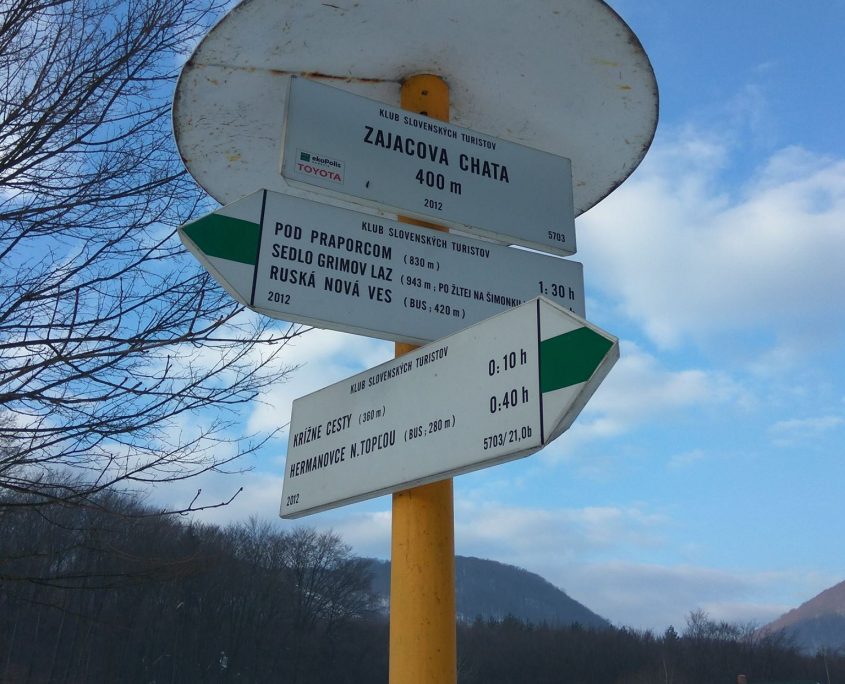 KLUB SLOVENSKÝCH TURISTOV
ZAJACOVA CHATA
ekoPolis
TOYOTA
400 m
2012
5703
KLUB SLOVENSKÝCH TURISTOV
POD PRAPORCOM (830 m) 1:30 h
SEDLO GRIMOV LAZ (943 m; PO ŽLTEJ NA ŠIMONKU
RUSKÁ NOVÁ VES (BUS; 420 m)
2012
KLUB SLOVENSKÝCH TURISTOV
KRÍŽNE CESTY (360 m) 0:10 h
HERMANOVCE N.TOPĽOU (BUS; 280 m) 0:40 h
2012 5703/21,0b